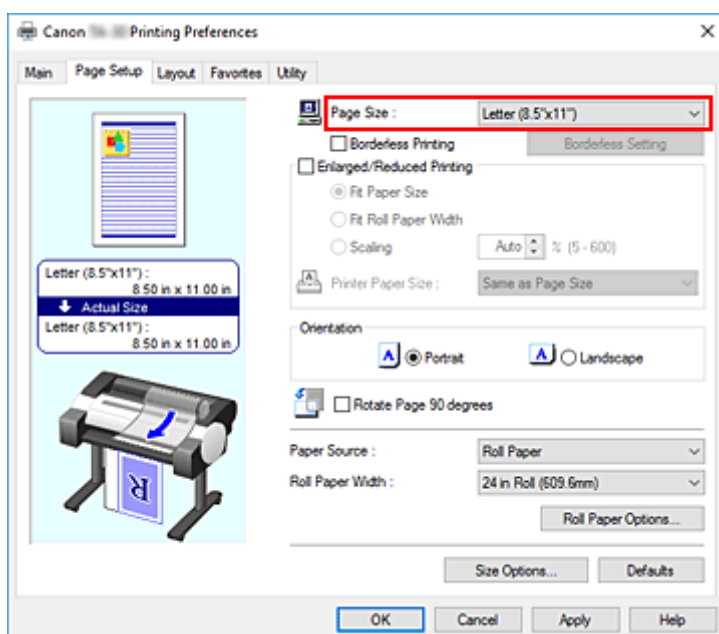 Canon Printing Preferences
Main Page Setup Layout Favorites Utility
Page Size : Letter (8.5"x11")
Borderless Printing Borderless Setting
Enlarged/Reduced Printing
Fit Paper Size
Fit Roll Paper Width
Scaling Auto % (5 - 600)
Printer Paper Size : Same as Page Size
Letter (8.5"x11") :
8.50 in x 11.00 in
Actual Size
Letter (8.5"x11") :
8.50 in x 11.00 in
Orientation
A Portrait A Landscape
Rotate Page 90 degrees
Paper Source : Roll Paper
Roll Paper Width : 24 in Roll (609.6mm)
Roll Paper Options...
R
Size Options... Defaults
OK Cancel Apply Help